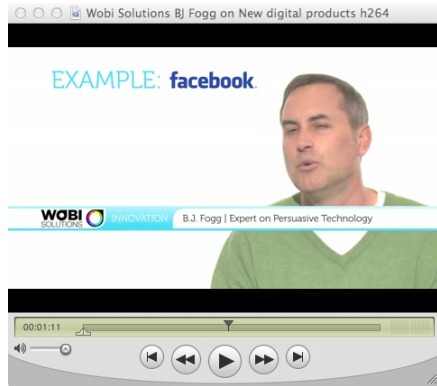 Wobi Solutions BJ Fogg on New digital products h264
EXAMPLE: facebook.
WOBI
SOLUTIONS
INNOVATION
B.J. Fogg | Expert on Persuasive Technology
00:01:11